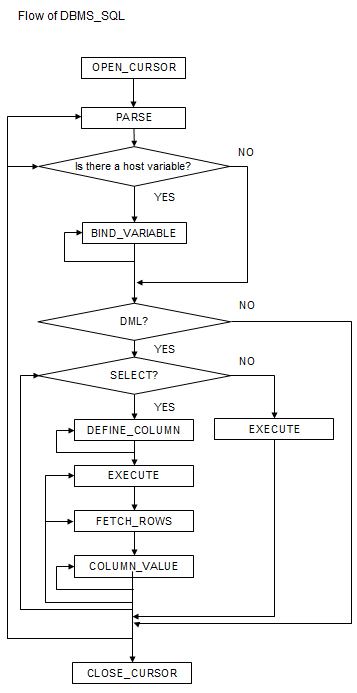 Flow of DBMS_SQL
OPEN_CURSOR
PARSE
Is there a host variable?
NO
YES
BIND_VARIABLE
DML?
NO
YES
SELECT?
NO
YES
DEFINE_COLUMN
EXECUTE
EXECUTE
FETCH_ROWS
COLUMN_VALUE
CLOSE_CURSOR